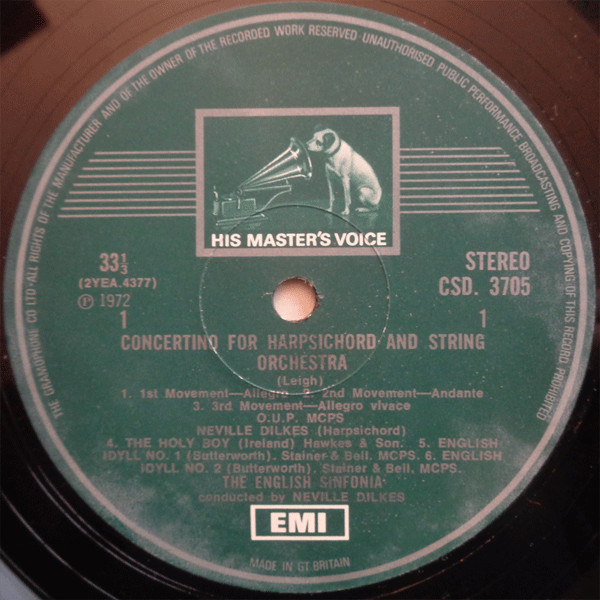 THE GRAMOPHONE CO LTD · ALL RIGHTS OF THE MANUFACTURER AND OF THE OWNER OF THE RECORDED WORK RESERVED · UNAUTHORISED PUBLIC PERFORMANCE BROADCASTING AND COPYING OF THIS RECORD PROHIBITED
HIS MASTER'S VOICE
33⅓
(2YEA.4377)
Ⓟ 1972
1
STEREO
CSD. 3705
1
CONCERTINO FOR HARPSICHORD AND STRING
ORCHESTRA
(Leigh)
1. 1st Movement—Allegro 2. 2nd Movement—Andante
3. 3rd Movement—Allegro vivace
O.U.P. MCPS
NEVILLE DILKES (Harpsichord)
4. THE HOLY BOY (Ireland) Hawkes & Son. 5. ENGLISH
IDYLL NO. 1 (Butterworth). Stainer & Bell. MCPS. 6. ENGLISH
IDYLL NO. 2 (Butterworth). Stainer & Bell, MCPS.
THE ENGLISH SINFONIA
conducted by NEVILLE DILKES
EMI
MADE IN GT BRITAIN